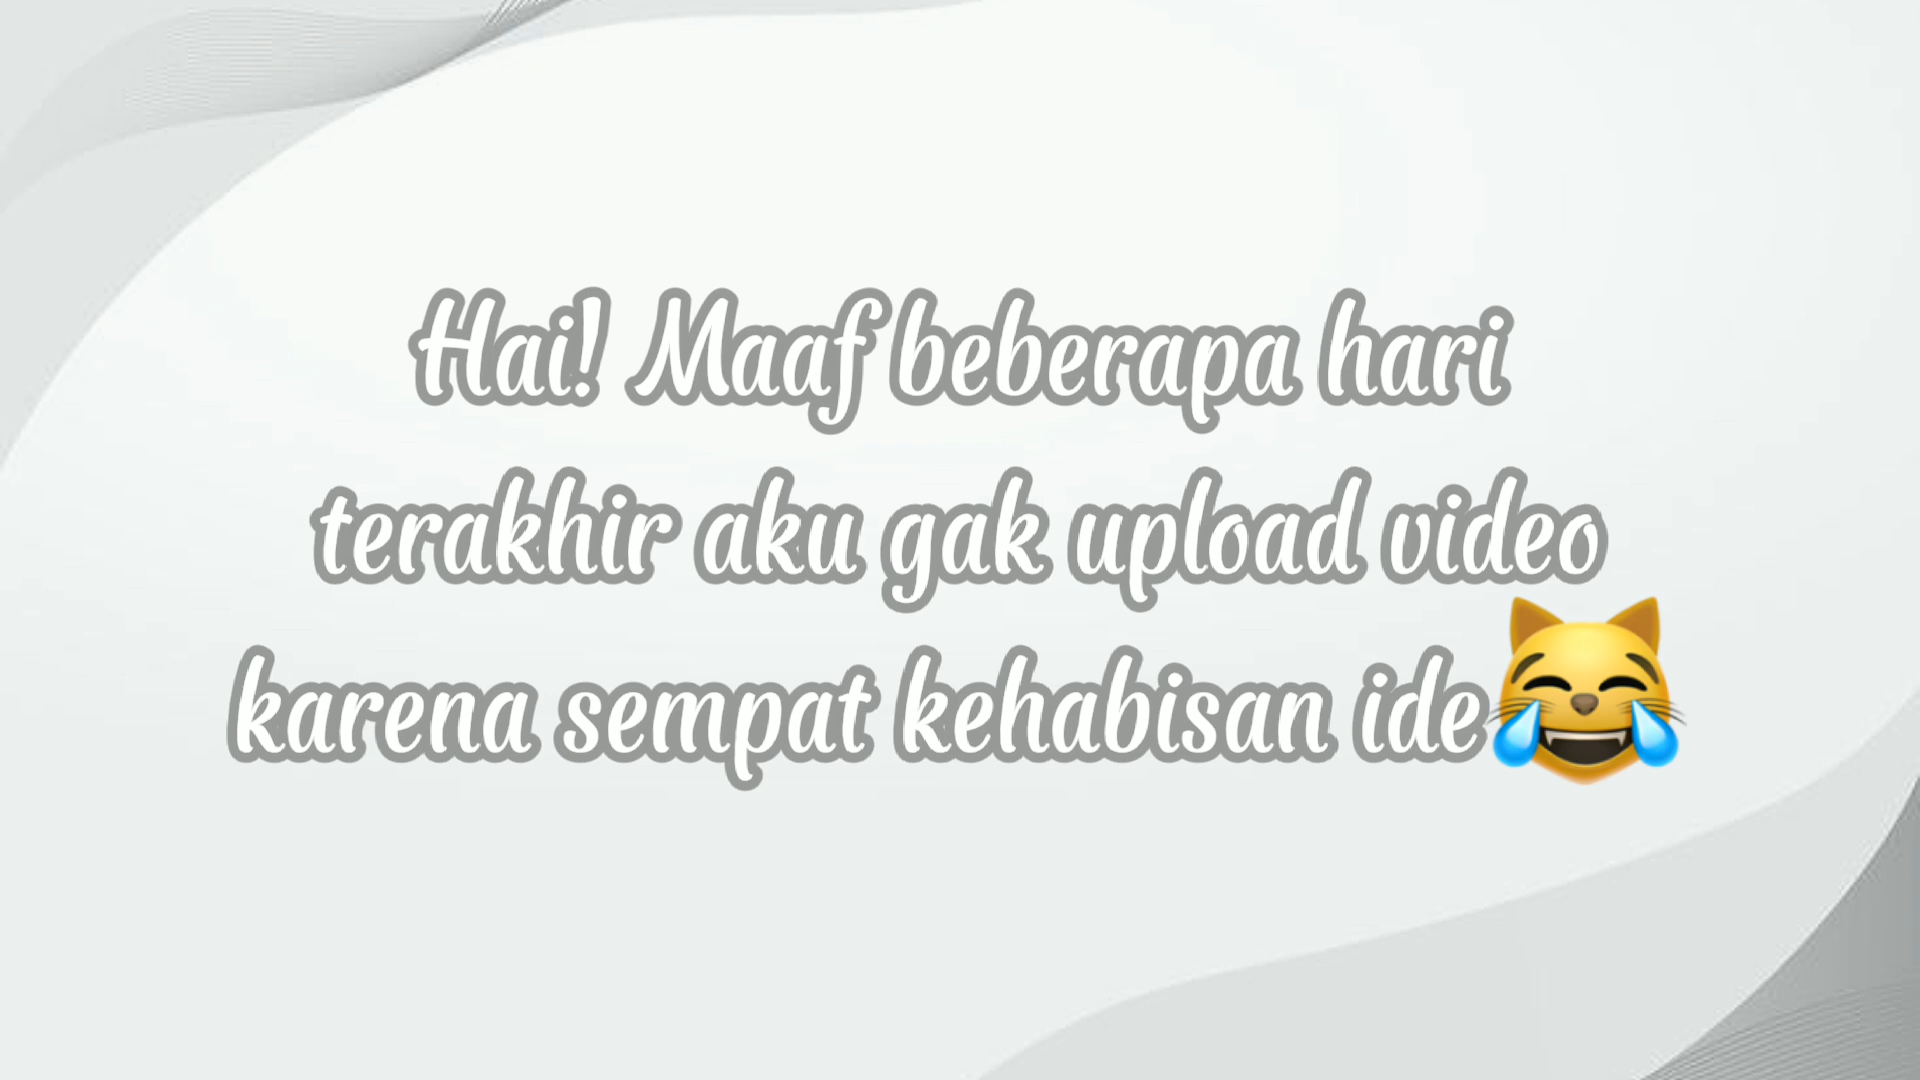 Hai! Maaf beberapa hari
terakhir aku gak upload video
karena sempat kehabisan ide😹